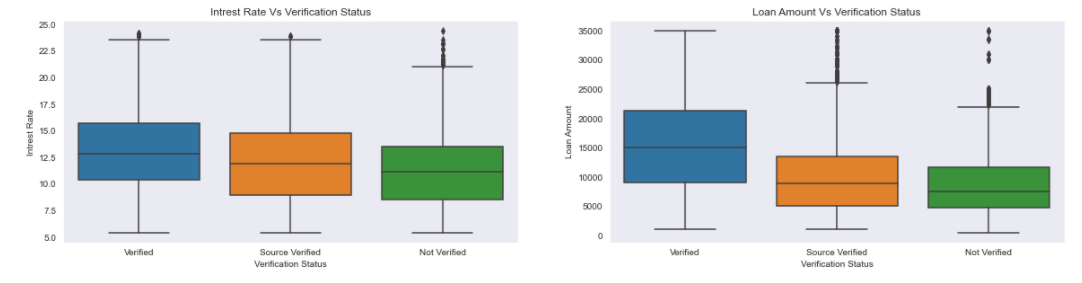 Intrest Rate Vs Verification Status
25.0
22.5
20.0
17.5
15.0
12.5
10.0
7.5
5.0
Intrest Rate
Verified
Source Verified
Not Verified
Verification Status
Loan Amount Vs Verification Status
35000
30000
25000
20000
15000
10000
5000
0
Loan Amount
Verified
Source Verified
Not Verified
Verification Status